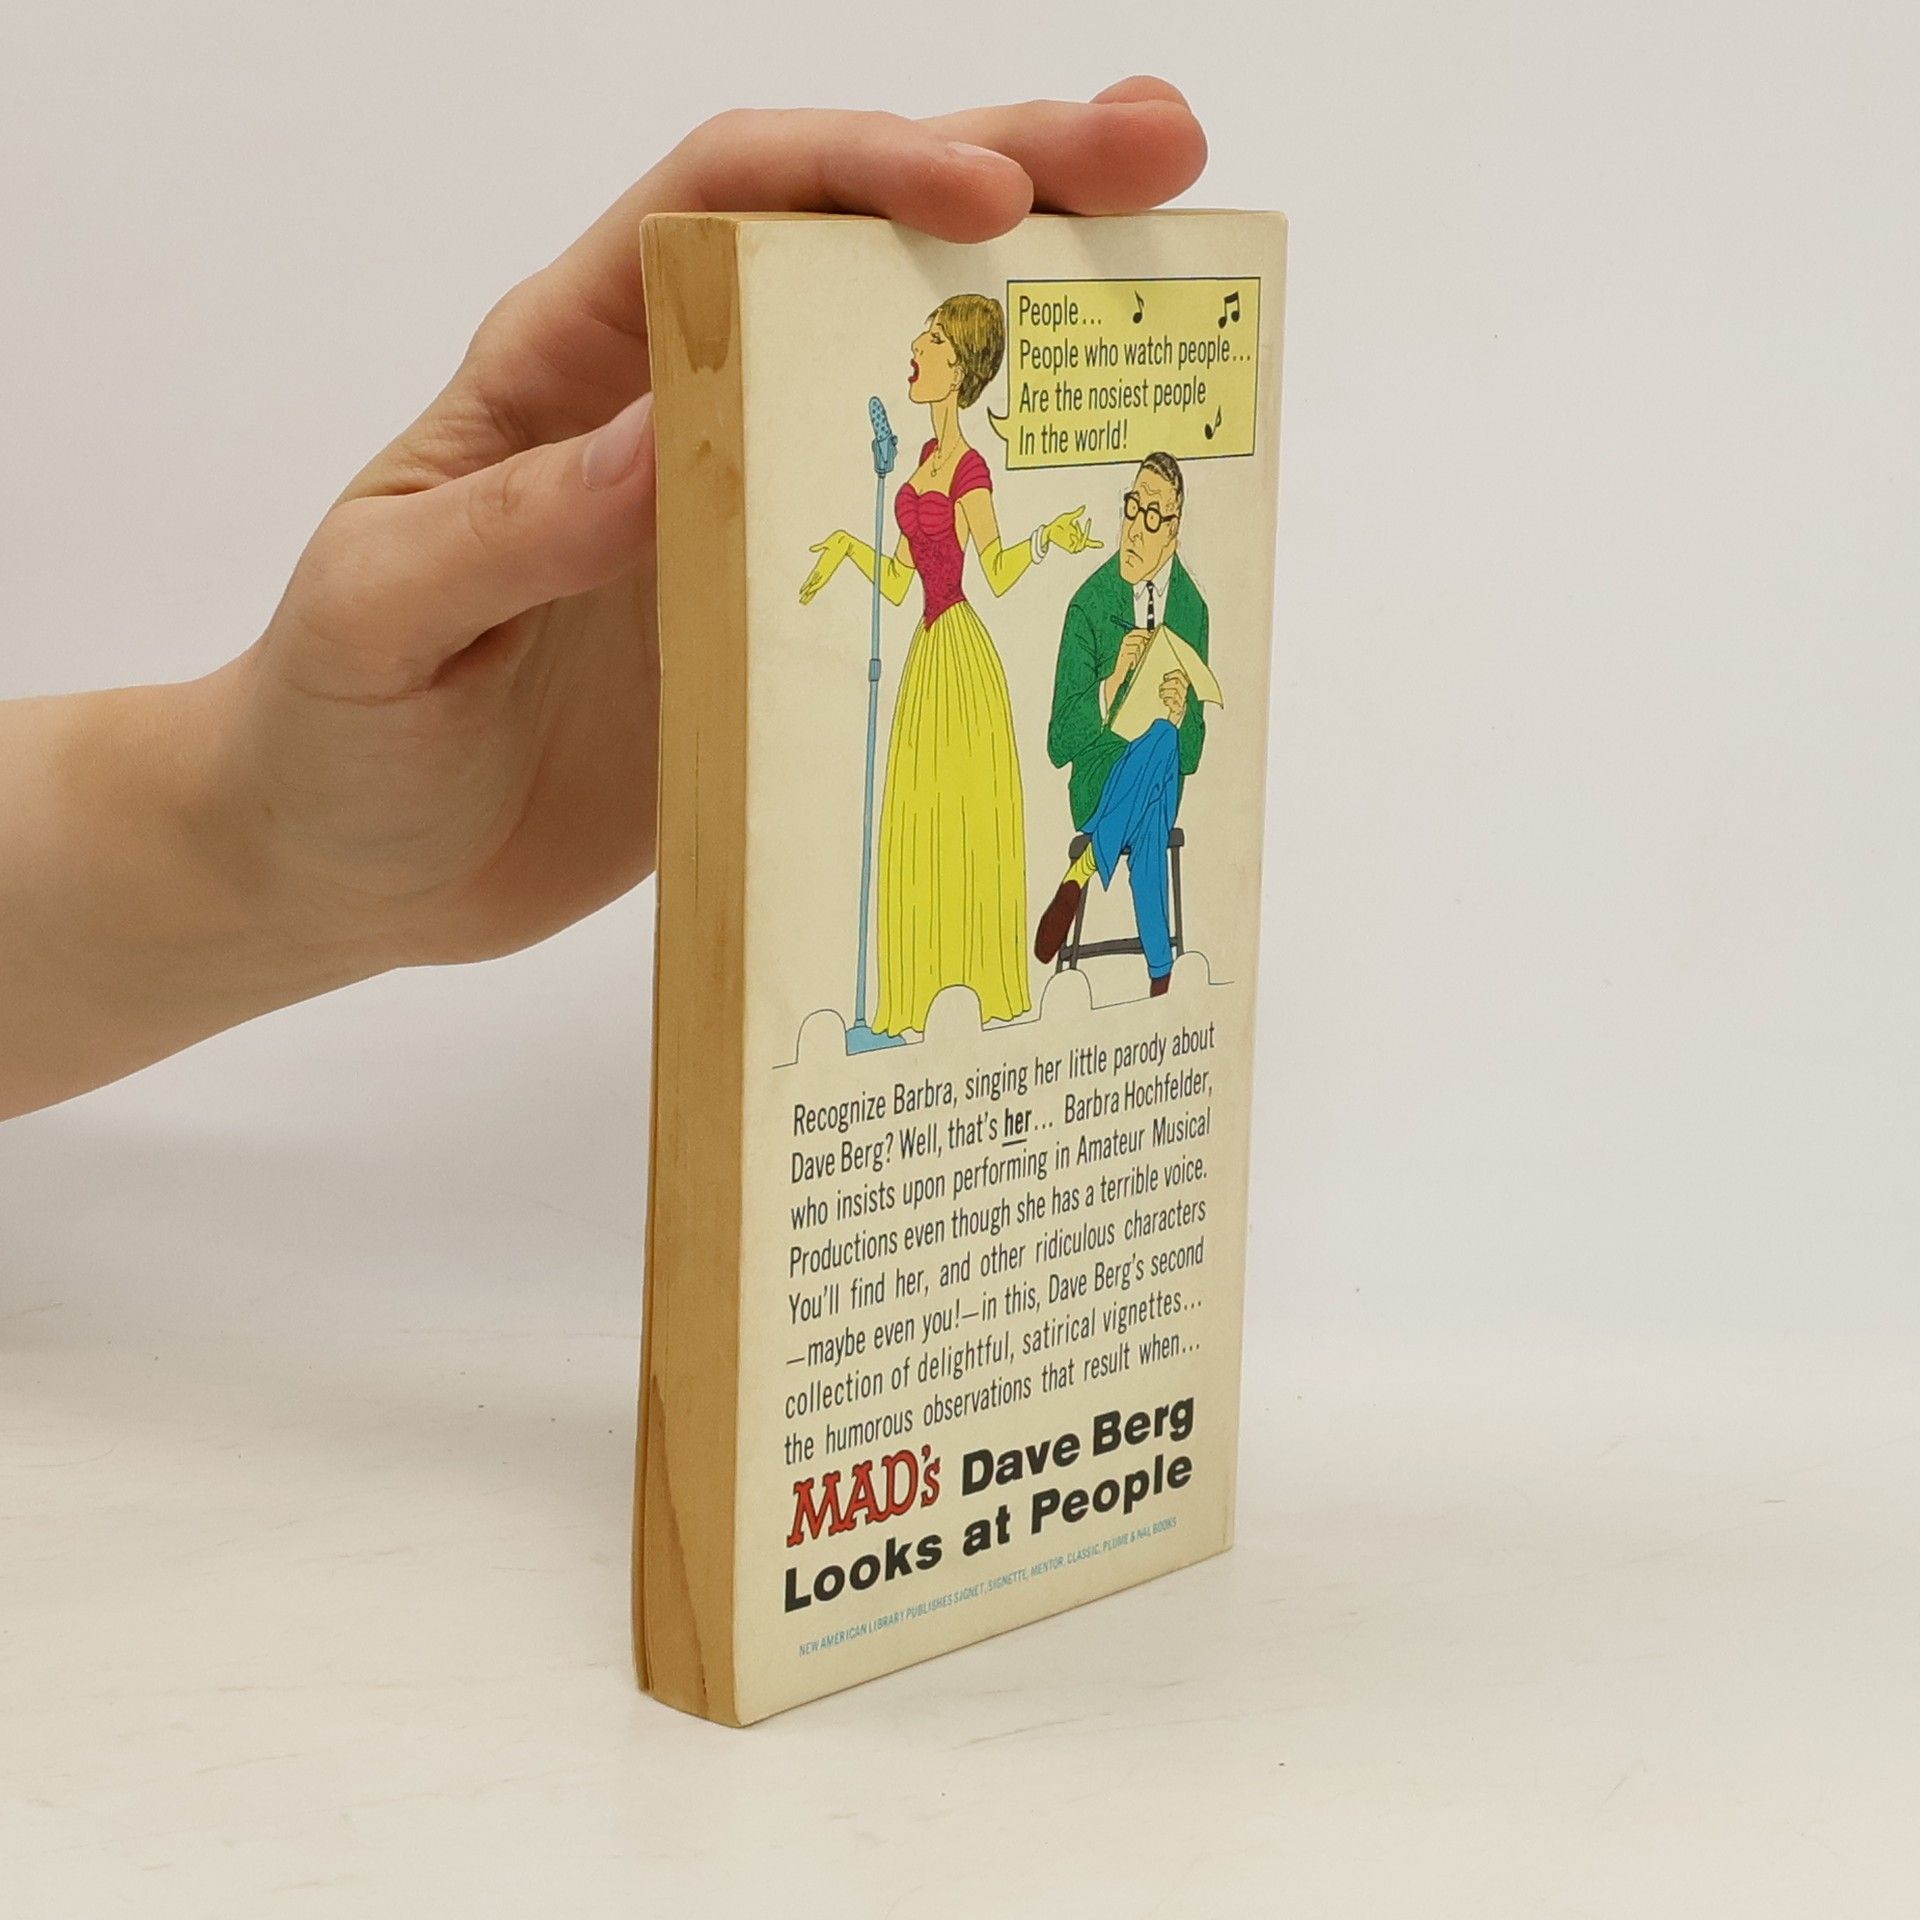 People...
People who watch people...
Are the nosiest people
In the world!
Recognize Barbra, singing her little parody about
Dave Berg? Well, that's her... Barbra Hochfelder,
who insists upon performing in Amateur Musical
Productions even though she has a terrible voice.
You'll find her, and other ridiculous characters
—maybe even you!—in this, Dave Berg's second
collection of delightful, satirical vignettes...
the humorous observations that result when...
MAD's Dave Berg
Looks at People
NEW AMERICAN LIBRARY PUBLISHES SIGNET, SIGNETTE, MENTOR, CLASSIC, PLUME & NAL BOOKS